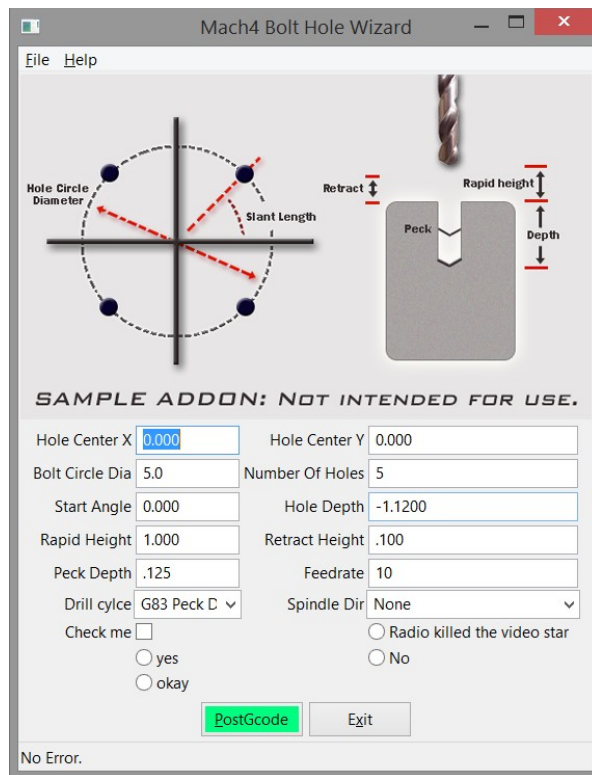 Mach4 Bolt Hole Wizard
File Help
Hole Circle
Diameter
Slant Length
Retract
Rapid height
Peck
Depth
SAMPLE ADDON: NOT INTENDED FOR USE.
Hole Center X 0.000 Hole Center Y 0.000
Bolt Circle Dia 5.0 Number Of Holes 5
Start Angle 0.000 Hole Depth -1.1200
Rapid Height 1.000 Retract Height .100
Peck Depth .125 Feedrate 10
Drill cylce G83 Peck D Spindle Dir None
Check me Radio killed the video star
yes No
okay
PostGcode Exit
No Error.